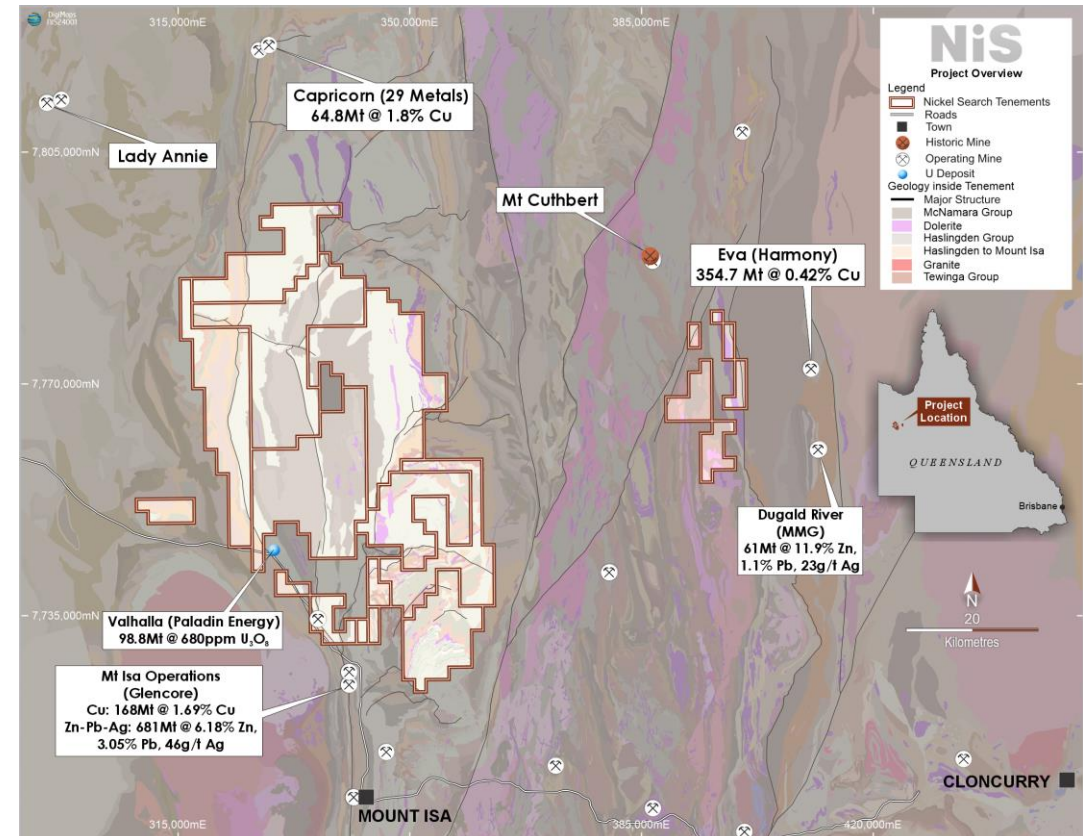 DigiMaps
DIS24001
315,000mE
350,000mE
385,000mE
NiS
Project Overview
Legend
Nickel Search Tenements
Roads
Town
Historic Mine
Operating Mine
U Deposit
Geology inside Tenement
Major Structure
McNamara Group
Dolerite
Haslingden Group
Haslingden to Mount Isa
Granite
Tewinga Group
Capricorn (29 Metals)
64.8Mt @ 1.8% Cu
Lady Annie
7,805,000mN
Mt Cuthbert
Eva (Harmony)
354.7 Mt @ 0.42% Cu
7,770,000mN
Project
Location
QUEENSLAND
Brisbane
Dugald River
(MMG)
61Mt @ 11.9% Zn,
1.1% Pb, 23g/t Ag
N
20
Kilometres
7,735,000mN
Valhalla (Paladin Energy)
98.8Mt @ 680ppm U₃O₈
Mt Isa Operations
(Glencore)
Cu: 168Mt @ 1.69% Cu
Zn-Pb-Ag: 681Mt @ 6.18% Zn,
3.05% Pb, 46g/t Ag
CLONCURRY
MOUNT ISA
315,000mE
385,000mE
420,000mE